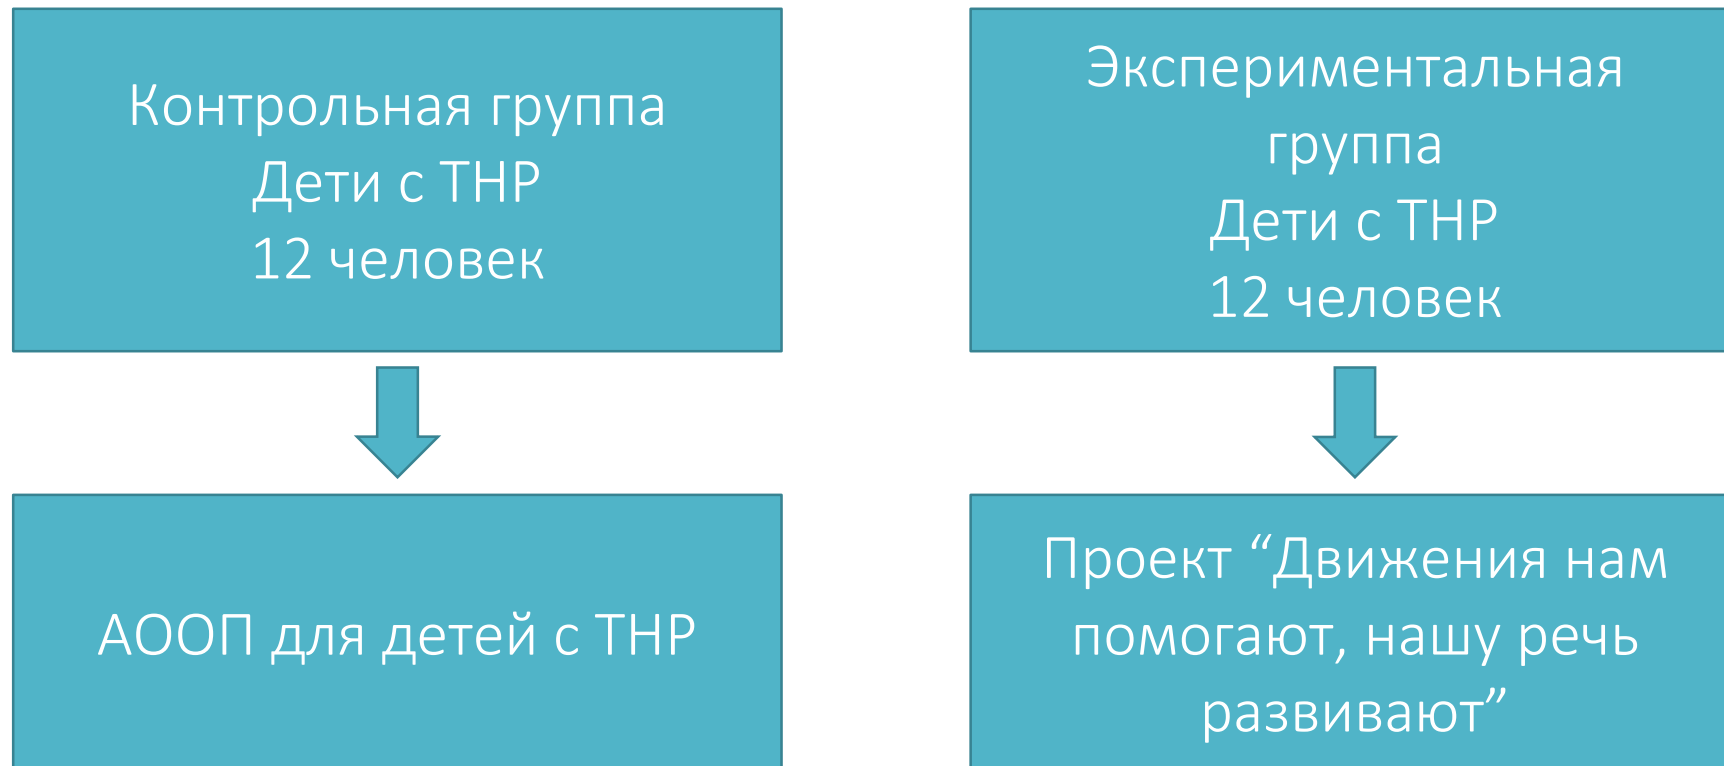 Контрольная группа
Дети с ТНР
12 человек
Экспериментальная
группа
Дети с ТНР
12 человек
АООП для детей с ТНР
Проект “Движения нам
помогают, нашу речь
развивают”